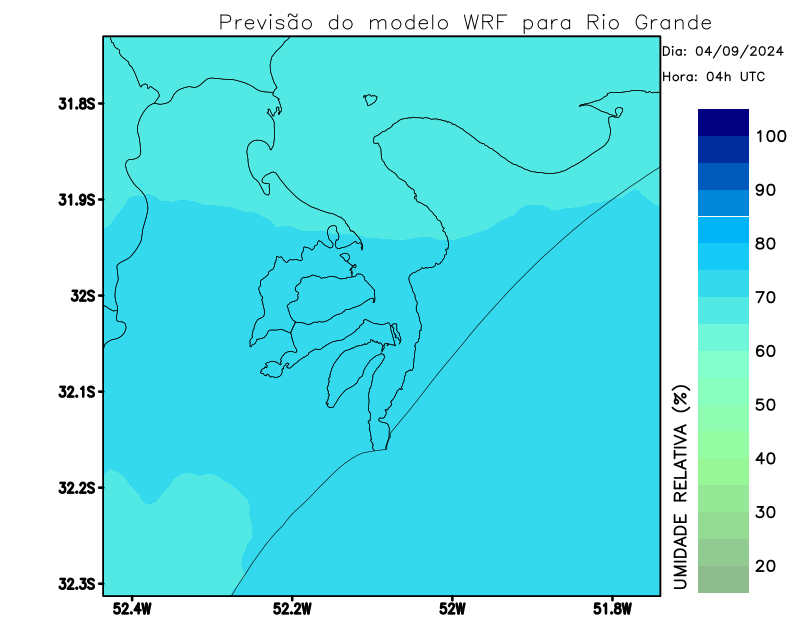 Previsão do modelo WRF para Rio Grande
Dia: 04/09/2024
Hora: 04h UTC
31.8S
31.9S
32S
32.1S
32.2S
32.3S
52.4W
52.2W
52W
51.8W
100
90
80
70
60
50
40
30
20
UMIDADE RELATIVA (%)